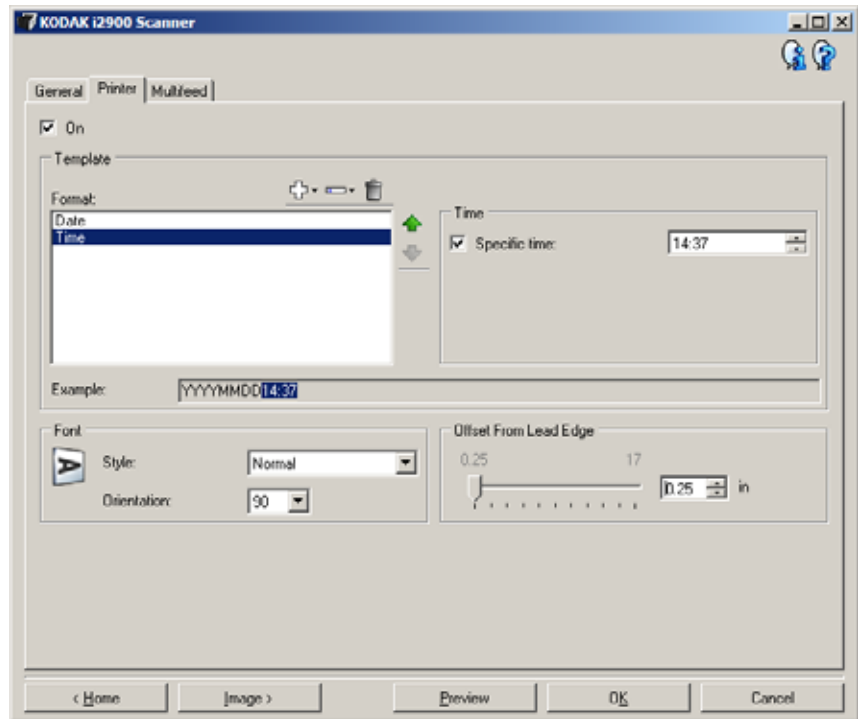 KODAK i2900 Scanner
General Printer Multifeed
On
Template
Format:
Date
Time
Time
Specific time: 14:37
Example: YYYYMMDD14:37
Font
Style: Normal
Orientation: 90
Offset From Lead Edge
0.25 17
0.25 in
< Home Image > Preview OK Cancel